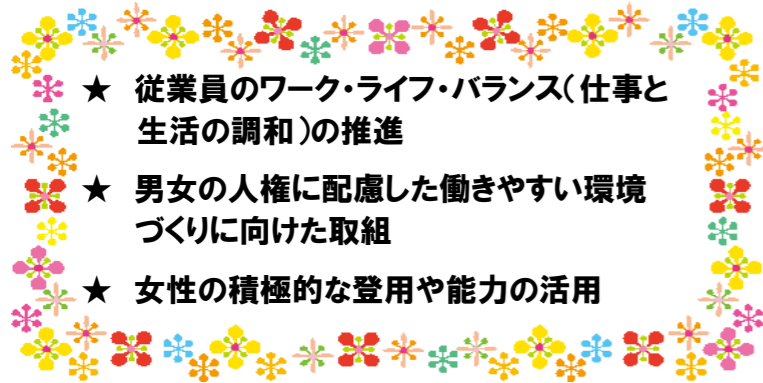 ★ 従業員のワーク・ライフ・バランス(仕事と
生活の調和)の推進
★ 男女の人権に配慮した働きやすい環境
づくりに向けた取組
★ 女性の積極的な登用や能力の活用